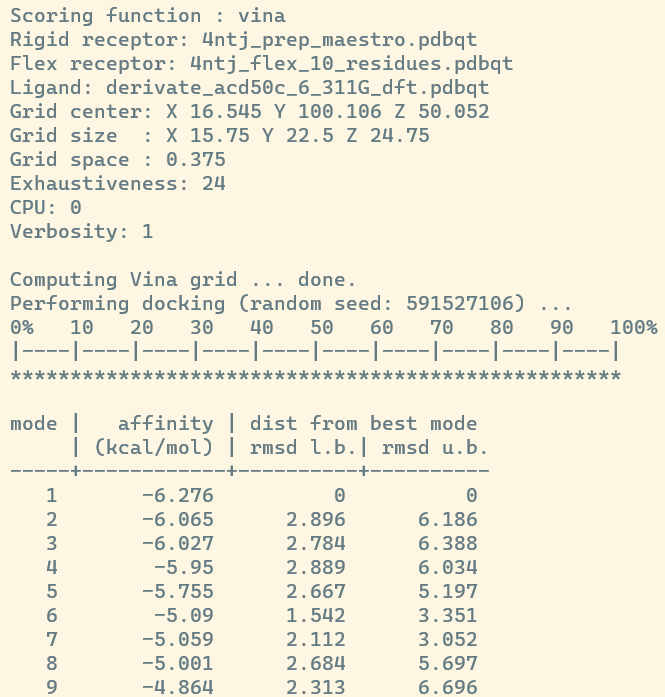 Scoring function : vina
Rigid receptor: 4ntj_prep_maestro.pdbqt
Flex receptor: 4ntj_flex_10_residues.pdbqt
Ligand: derivate_acd50c_6_311G_dft.pdbqt
Grid center: X 16.545 Y 100.106 Z 50.052
Grid size  : X 15.75 Y 22.5 Z 24.75
Grid space : 0.375
Exhaustiveness: 24
CPU: 0
Verbosity: 1

Computing Vina grid ... done.
Performing docking (random seed: 591527106) ...
0%   10   20   30   40   50   60   70   80   90   100%
|----|----|----|----|----|----|----|----|----|----|
***************************************************

mode |   affinity | dist from best mode
     | (kcal/mol) | rmsd l.b.| rmsd u.b.
-----+------------+----------+----------
   1       -6.276          0          0
   2       -6.065      2.896      6.186
   3       -6.027      2.784      6.388
   4        -5.95      2.889      6.034
   5       -5.755      2.667      5.197
   6        -5.09      1.542      3.351
   7       -5.059      2.112      3.052
   8       -5.001      2.684      5.697
   9       -4.864      2.313      6.696